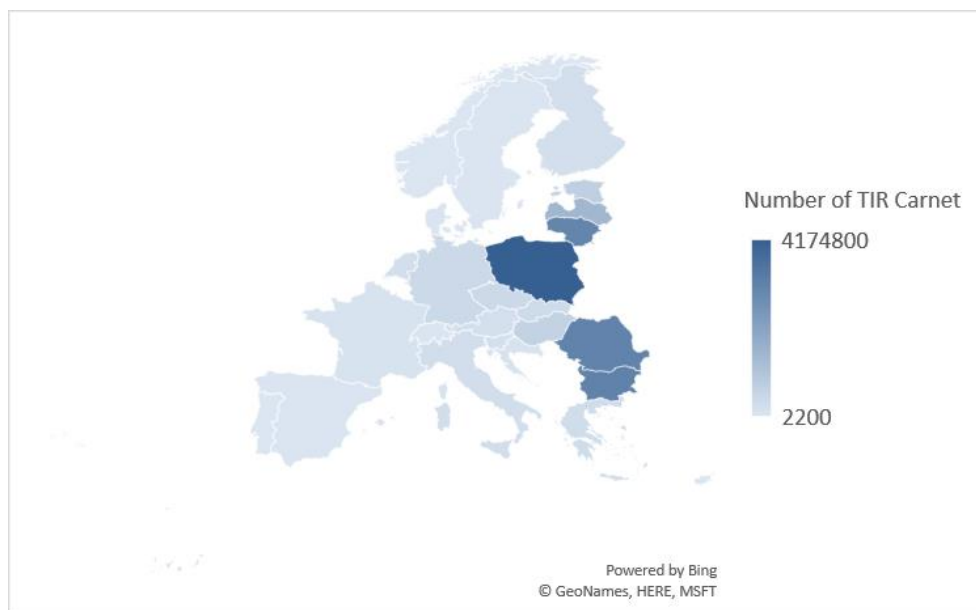 Number of TIR Carnet
4174800
2200
Powered by Bing
© GeoNames, HERE, MSFT